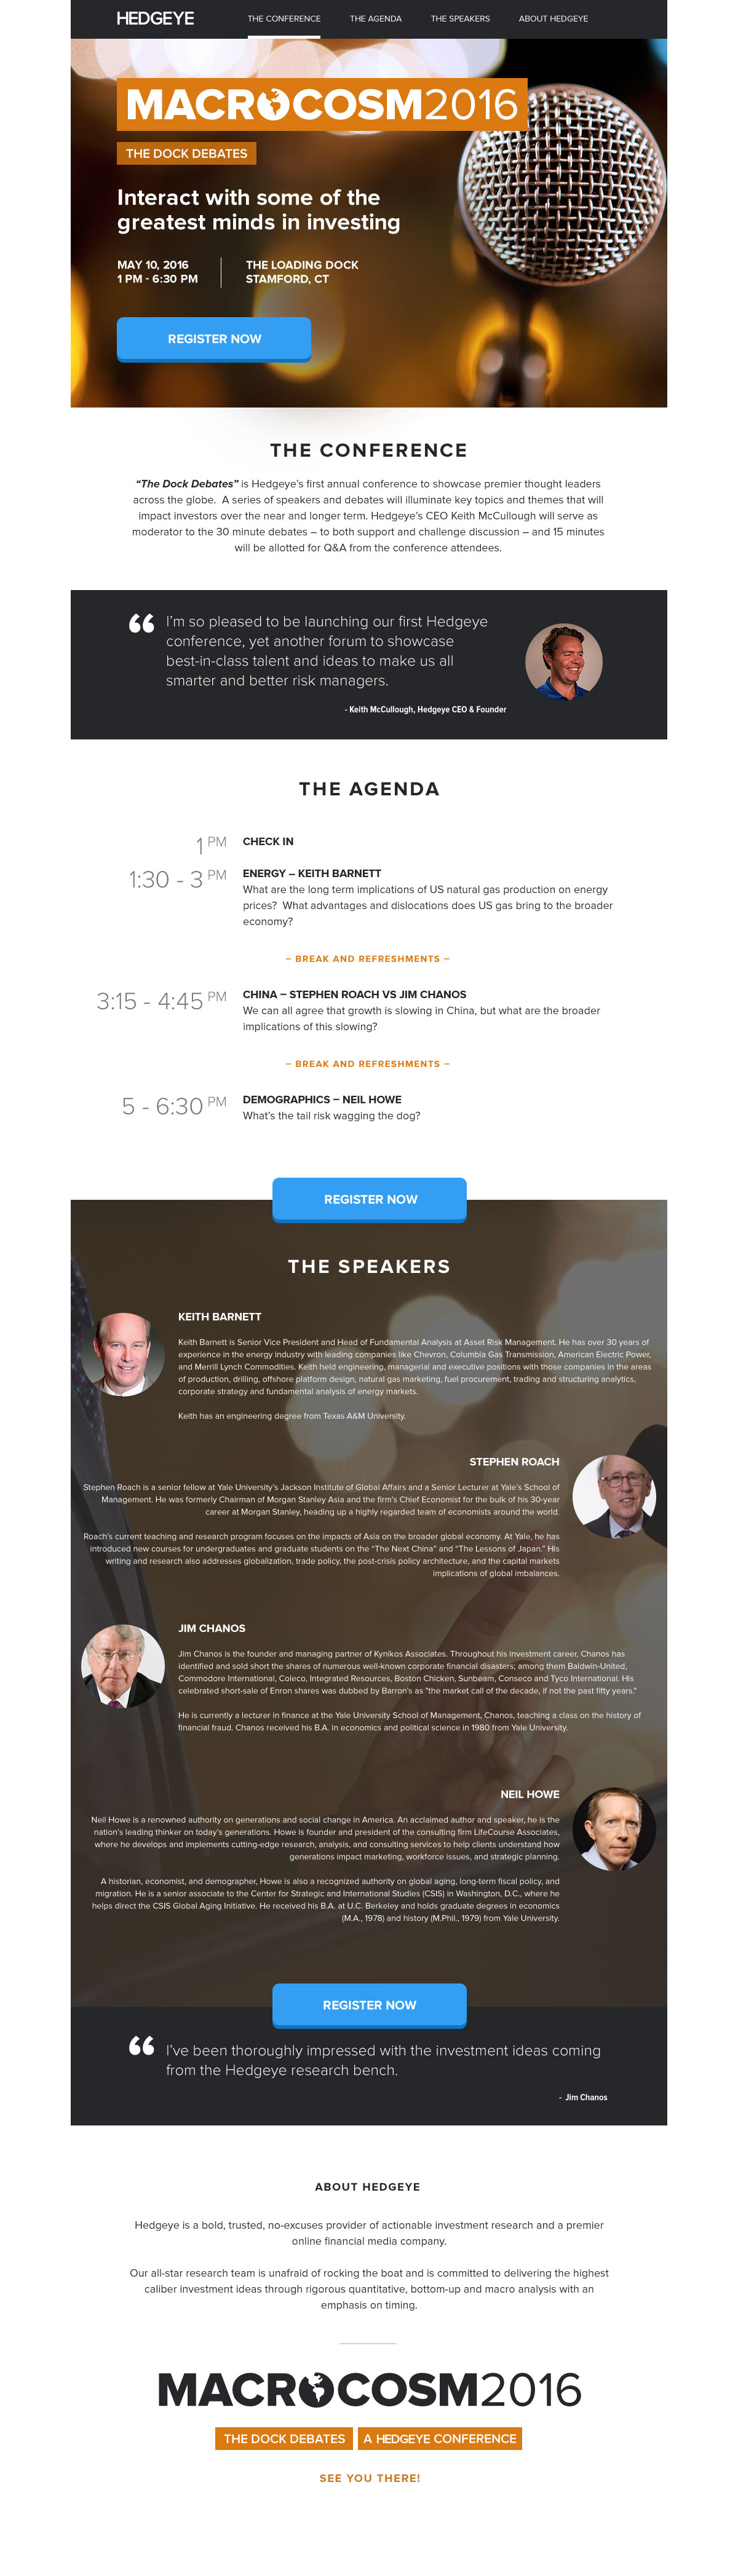 HEDGEYE THE CONFERENCE THE AGENDA THE SPEAKERS ABOUT HEDGEYE
MACROCOSM2016
THE DOCK DEBATES
Interact with some of the
greatest minds in investing
MAY 10, 2016 THE LOADING DOCK
1 PM - 6:30 PM STAMFORD, CT
REGISTER NOW
THE CONFERENCE
“The Dock Debates” is Hedgeye’s first annual conference to showcase premier thought leaders
across the globe. A series of speakers and debates will illuminate key topics and themes that will
impact investors over the near and longer term. Hedgeye’s CEO Keith McCullough will serve as
moderator to the 30 minute debates – to both support and challenge discussion – and 15 minutes
will be allotted for Q&A from the conference attendees.
“ I’m so pleased to be launching our first Hedgeye
conference, yet another forum to showcase
best-in-class talent and ideas to make us all
smarter and better risk managers.
- Keith McCullough, Hedgeye CEO & Founder
THE AGENDA
1 PM CHECK IN
1:30 - 3 PM ENERGY – KEITH BARNETT
What are the long term implications of US natural gas production on energy
prices? What advantages and dislocations does US gas bring to the broader
economy?
– BREAK AND REFRESHMENTS –
3:15 - 4:45 PM CHINA – STEPHEN ROACH VS JIM CHANOS
We can all agree that growth is slowing in China, but what are the broader
implications of this slowing?
– BREAK AND REFRESHMENTS –
5 - 6:30 PM DEMOGRAPHICS – NEIL HOWE
What’s the tail risk wagging the dog?
REGISTER NOW
THE SPEAKERS
KEITH BARNETT
Keith Barnett is Senior Vice President and Head of Fundamental Analysis at Asset Risk Management. He has over 30 years of
experience in the energy industry with leading companies like Chevron, Columbia Gas Transmission, American Electric Power,
and Merrill Lynch Commodities. Keith held engineering, managerial and executive positions with those companies in the areas
of production, drilling, offshore platform design, natural gas marketing, fuel procurement, trading and structuring analytics,
corporate strategy and fundamental analysis of energy markets.
Keith has an engineering degree from Texas A&M University.
STEPHEN ROACH
Stephen Roach is a senior fellow at Yale University’s Jackson Institute of Global Affairs and a Senior Lecturer at Yale’s School of
Management. He was formerly Chairman of Morgan Stanley Asia and the firm’s Chief Economist for the bulk of his 30-year
career at Morgan Stanley, heading up a highly regarded team of economists around the world.
Roach’s current teaching and research program focuses on the impacts of Asia on the broader global economy. At Yale, he has
introduced new courses for undergraduates and graduate students on the “The Next China” and “The Lessons of Japan.” His
writing and research also addresses globalization, trade policy, the post-crisis policy architecture, and the capital markets
implications of global imbalances.
JIM CHANOS
Jim Chanos is the founder and managing partner of Kynikos Associates. Throughout his investment career, Chanos has
identified and sold short the shares of numerous well-known corporate financial disasters; among them Baldwin-United,
Commodore International, Coleco, Integrated Resources, Boston Chicken, Sunbeam, Conseco and Tyco International. His
celebrated short-sale of Enron shares was dubbed by Barron’s as "the market call of the decade, if not the past fifty years."
He is currently a lecturer in finance at the Yale University School of Management, Chanos, teaching a class on the history of
financial fraud. Chanos received his B.A. in economics and political science in 1980 from Yale University.
NEIL HOWE
Neil Howe is a renowned authority on generations and social change in America. An acclaimed author and speaker, he is the
nation’s leading thinker on today’s generations. Howe is founder and president of the consulting firm LifeCourse Associates,
where he develops and implements cutting-edge research, analysis, and consulting services to help clients understand how
generations impact marketing, workforce issues, and strategic planning.
A historian, economist, and demographer, Howe is also a recognized authority on global aging, long-term fiscal policy, and
migration. He is a senior associate to the Center for Strategic and International Studies (CSIS) in Washington, D.C., where he
helps direct the CSIS Global Aging Initiative. He received his B.A. at U.C. Berkeley and holds graduate degrees in economics
(M.A., 1978) and history (M.Phil., 1979) from Yale University.
REGISTER NOW
“ I’ve been thoroughly impressed with the investment ideas coming
from the Hedgeye research bench.
- Jim Chanos
ABOUT HEDGEYE
Hedgeye is a bold, trusted, no-excuses provider of actionable investment research and a premier
online financial media company.
Our all-star research team is unafraid of rocking the boat and is committed to delivering the highest
caliber investment ideas through rigorous quantitative, bottom-up and macro analysis with an
emphasis on timing.
MACROCOSM2016
THE DOCK DEBATES A HEDGEYE CONFERENCE
SEE YOU THERE!